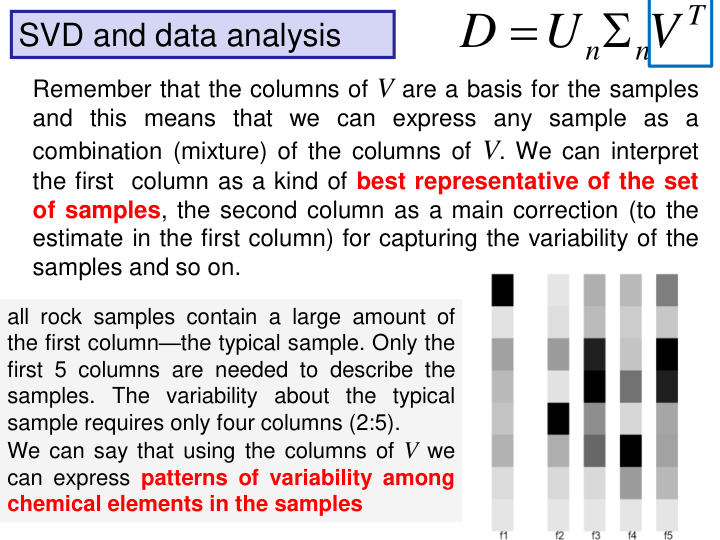 SVD and data analysis
D = UₙΣₙVᵀ
Remember that the columns of V are a basis for the samples
and this means that we can express any sample as a
combination (mixture) of the columns of V. We can interpret
the first column as a kind of best representative of the set
of samples, the second column as a main correction (to the
estimate in the first column) for capturing the variability of the
samples and so on.
all rock samples contain a large amount of
the first column—the typical sample. Only the
first 5 columns are needed to describe the
samples. The variability about the typical
sample requires only four columns (2:5).
We can say that using the columns of V we
can express patterns of variability among
chemical elements in the samples
f1 f2 f3 f4 f5